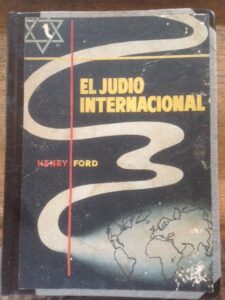 EL JUDIO
INTERNACIONAL
HENRY FORD